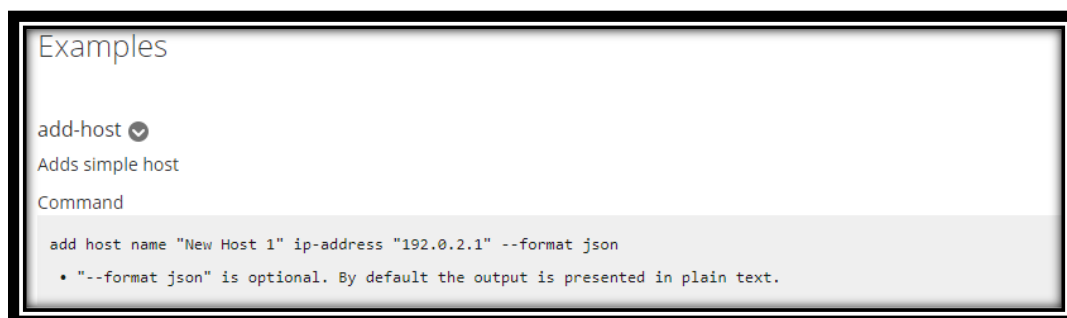 Examples
add-host
Adds simple host
Command
add host name "New Host 1" ip-address "192.0.2.1" --format json
• "--format json" is optional. By default the output is presented in plain text.